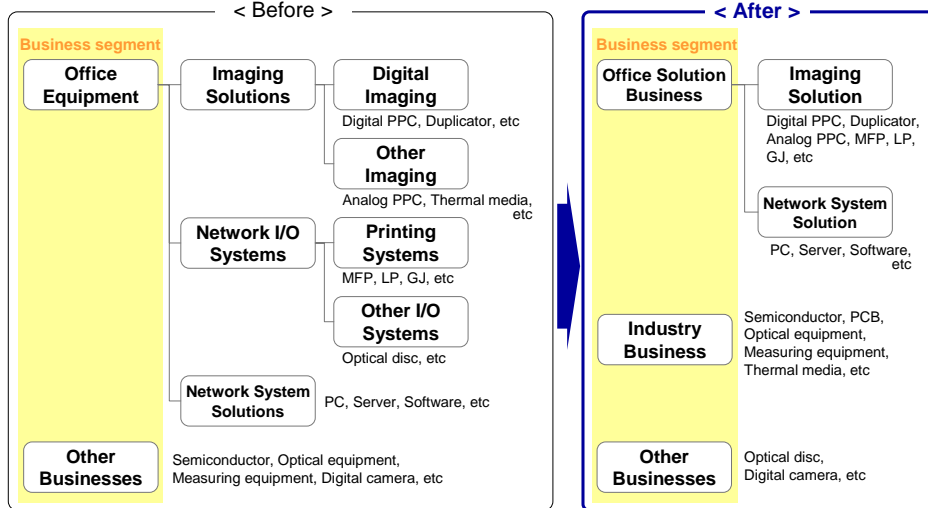 < Before >
Business segment
Office
Equipment
Imaging
Solutions
Digital
Imaging
Digital PPC, Duplicator, etc
Other
Imaging
Analog PPC, Thermal media,
etc
Network I/O
Systems
Printing
Systems
MFP, LP, GJ, etc
Other I/O
Systems
Optical disc, etc
Network System
Solutions
PC, Server, Software, etc
Other
Businesses
Semiconductor, Optical equipment,
Measuring equipment, Digital camera, etc
< After >
Business segment
Office Solution
Business
Imaging
Solution
Digital PPC, Duplicator,
Analog PPC, MFP, LP,
GJ, etc
Network System
Solution
PC, Server, Software,
etc
Industry
Business
Semiconductor, PCB,
Optical equipment,
Measuring equipment,
Thermal media, etc
Other
Businesses
Optical disc,
Digital camera, etc